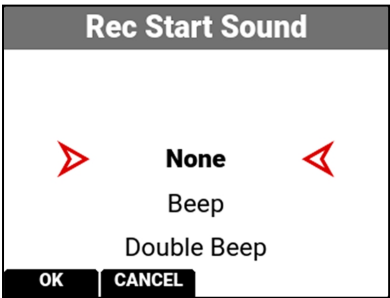 Rec Start Sound
None
Beep
Double Beep
OK CANCEL